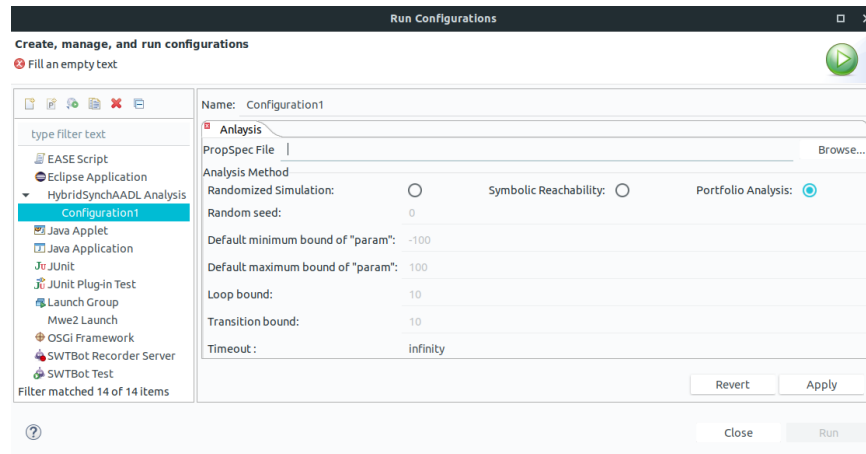 Run Configurations
Create, manage, and run configurations
Fill an empty text
type filter text
EASE Script
Eclipse Application
HybridSynchAADL Analysis
Configuration1
Java Applet
Java Application
JUnit
JUnit Plug-in Test
Launch Group
Mwe2 Launch
OSGi Framework
SWTBot Recorder Server
SWTBot Test
Filter matched 14 of 14 items
Name: Configuration1
Anlaysis
PropSpec File Browse...
Analysis Method
Randomized Simulation: Symbolic Reachability: Portfolio Analysis:
Random seed: 0
Default minimum bound of "param": -100
Default maximum bound of "param": 100
Loop bound: 10
Transition bound: 10
Timeout : infinity
Revert Apply
Close Run